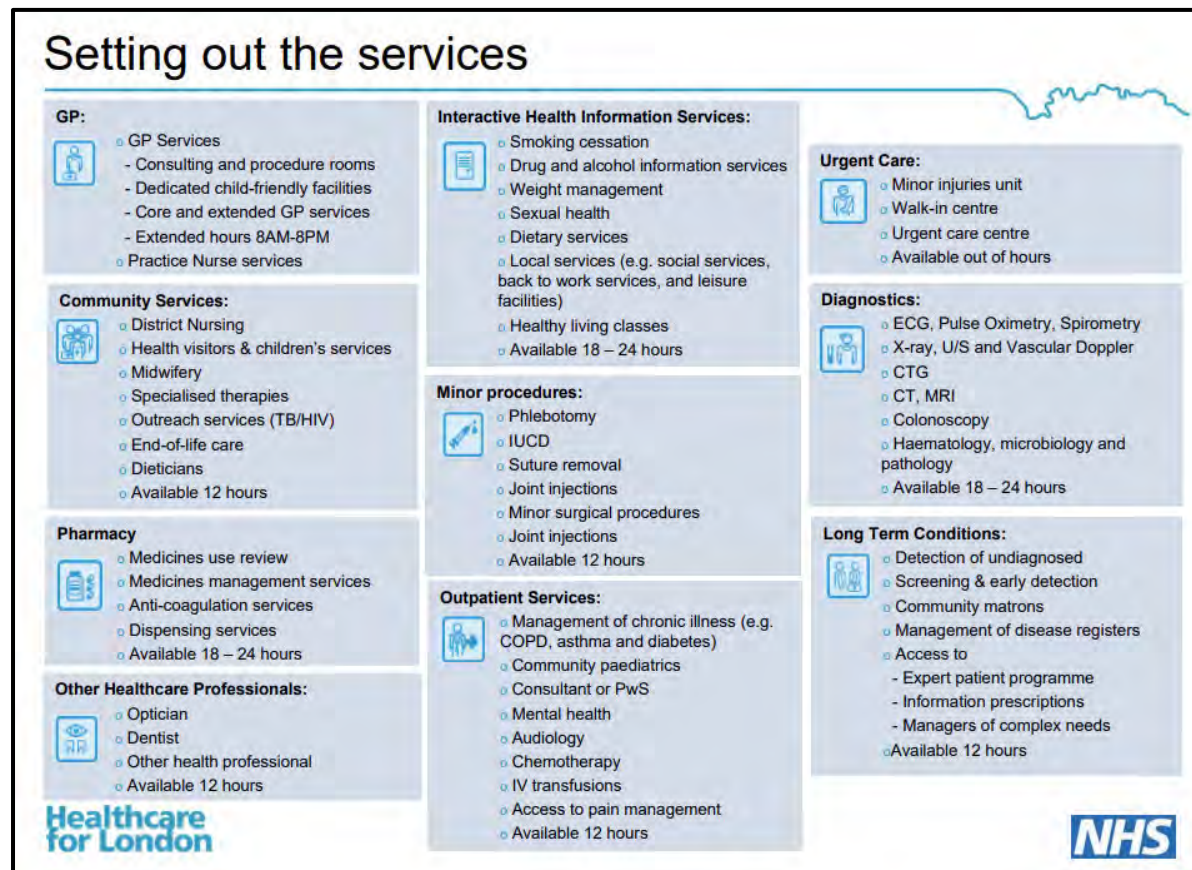 Setting out the services
GP:
o GP Services
- Consulting and procedure rooms
- Dedicated child-friendly facilities
- Core and extended GP services
- Extended hours 8AM-8PM
o Practice Nurse services
Community Services:
o District Nursing
o Health visitors & children's services
o Midwifery
o Specialised therapies
o Outreach services (TB/HIV)
o End-of-life care
o Dieticians
o Available 12 hours
Pharmacy
o Medicines use review
o Medicines management services
o Anti-coagulation services
o Dispensing services
o Available 18 – 24 hours
Other Healthcare Professionals:
o Optician
o Dentist
o Other health professional
o Available 12 hours
Interactive Health Information Services:
o Smoking cessation
o Drug and alcohol information services
o Weight management
o Sexual health
o Dietary services
o Local services (e.g. social services,
back to work services, and leisure
facilities)
o Healthy living classes
o Available 18 – 24 hours
Minor procedures:
o Phlebotomy
o IUCD
o Suture removal
o Joint injections
o Minor surgical procedures
o Joint injections
o Available 12 hours
Outpatient Services:
o Management of chronic illness (e.g.
COPD, asthma and diabetes)
o Community paediatrics
o Consultant or PwS
o Mental health
o Audiology
o Chemotherapy
o IV transfusions
o Access to pain management
o Available 12 hours
Urgent Care:
o Minor injuries unit
o Walk-in centre
o Urgent care centre
o Available out of hours
Diagnostics:
o ECG, Pulse Oximetry, Spirometry
o X-ray, U/S and Vascular Doppler
o CTG
o CT, MRI
o Colonoscopy
o Haematology, microbiology and
pathology
o Available 18 – 24 hours
Long Term Conditions:
o Detection of undiagnosed
o Screening & early detection
o Community matrons
o Management of disease registers
o Access to
- Expert patient programme
- Information prescriptions
- Managers of complex needs
o Available 12 hours
Healthcare
for London
NHS